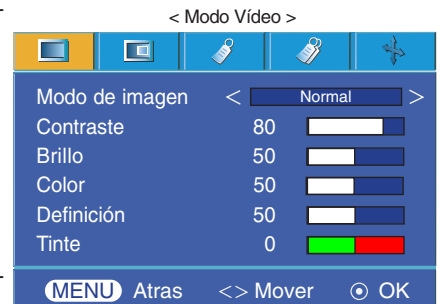 < Modo Vídeo >
Modo de imagen < Normal >
Contraste 80
Brillo 50
Color 50
Definición 50
Tinte 0
MENU Atras <> Mover ⊙ OK